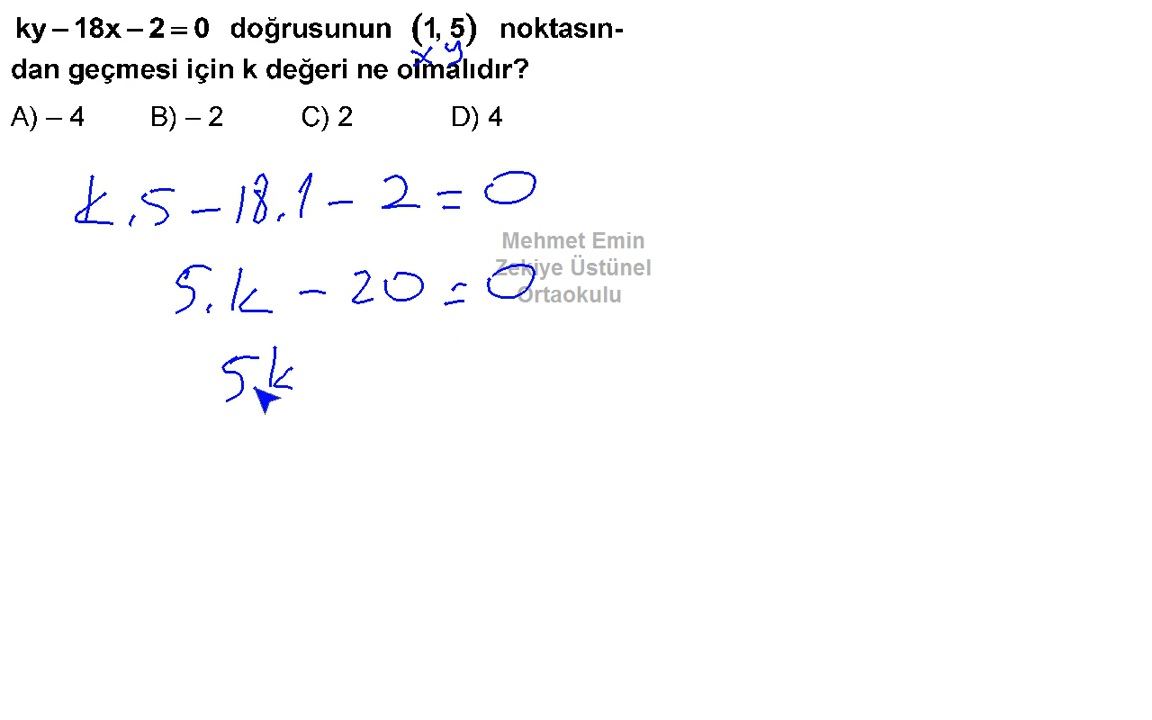 ky – 18x – 2 = 0 doğrusunun (1, 5) noktasın-
x y
dan geçmesi için k değeri ne olmalıdır?
A) – 4 B) – 2 C) 2 D) 4
k.5 – 18.1 – 2 = 0
Mehmet Emin
Zekiye Üstünel
Ortaokulu
5.k – 20 = 0
5.k